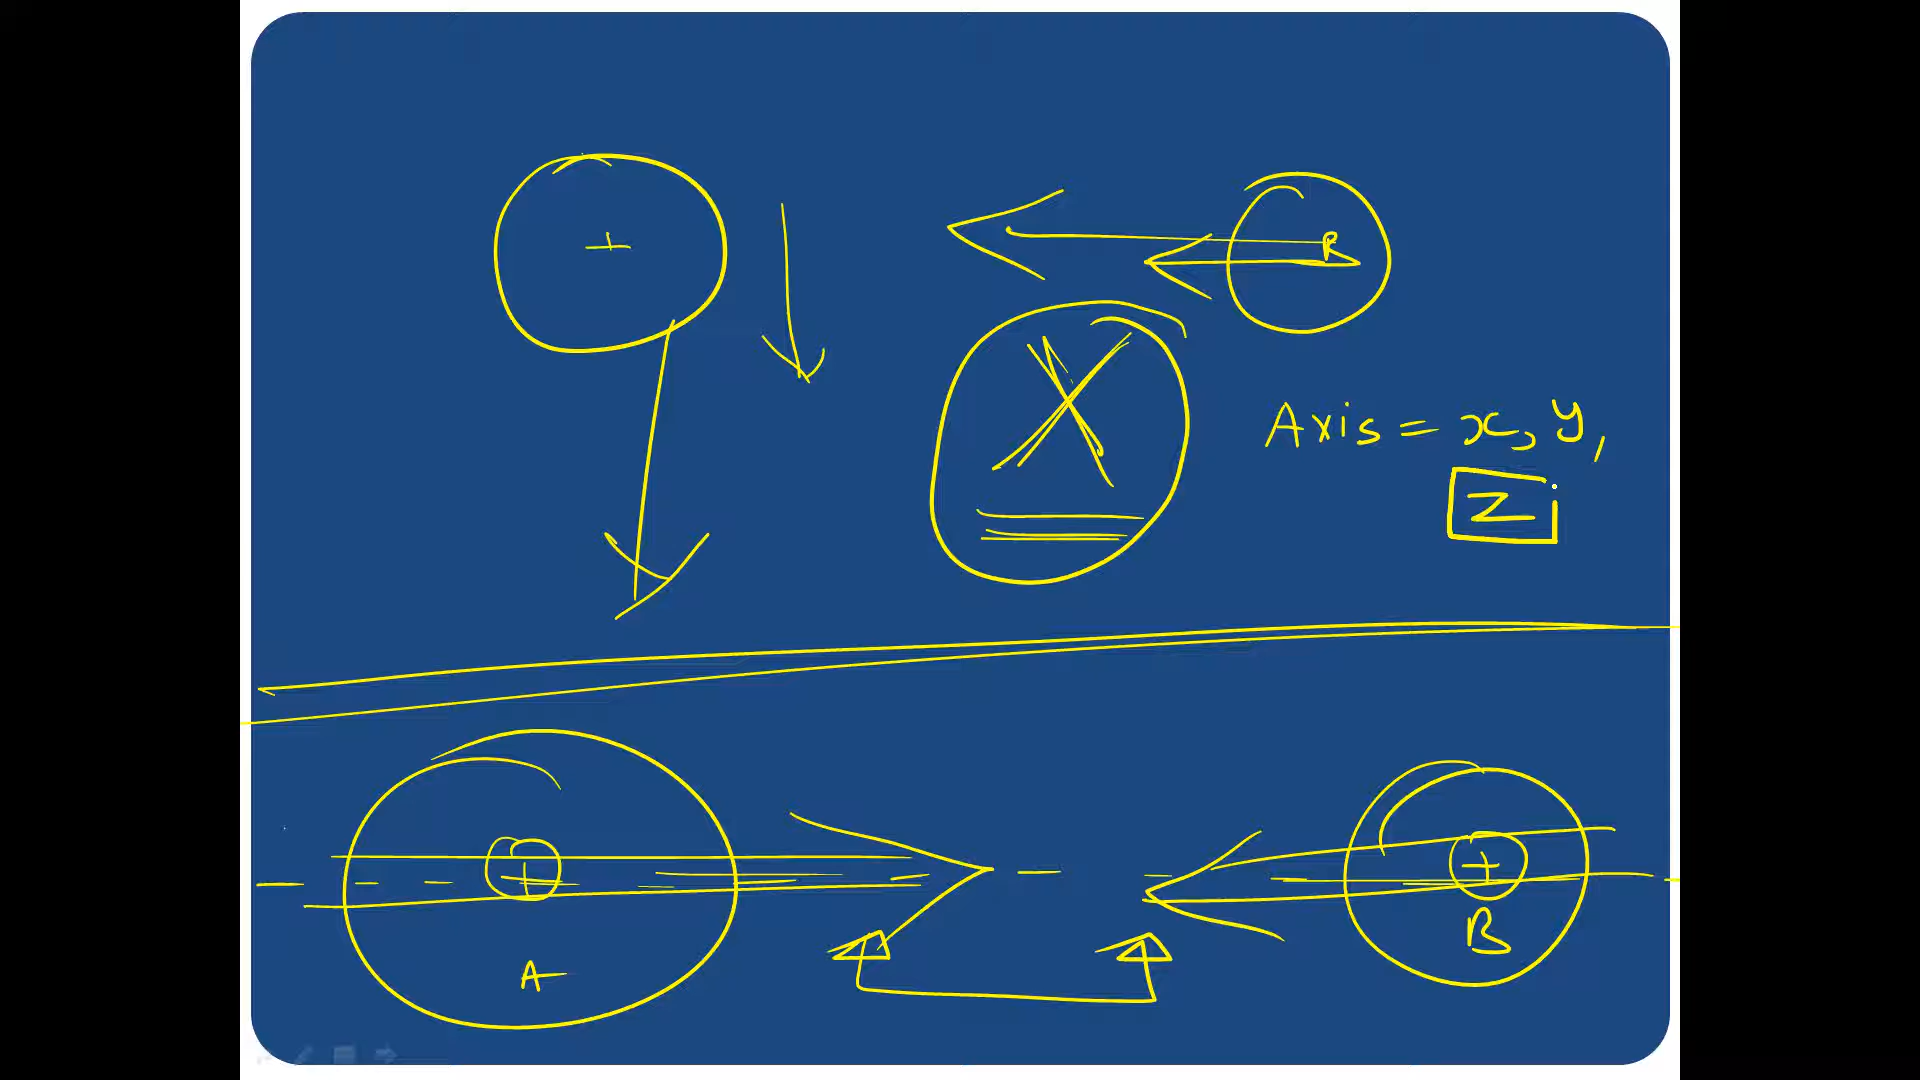 +
R
X
Axis = x, y,
Z
+
A
+
B